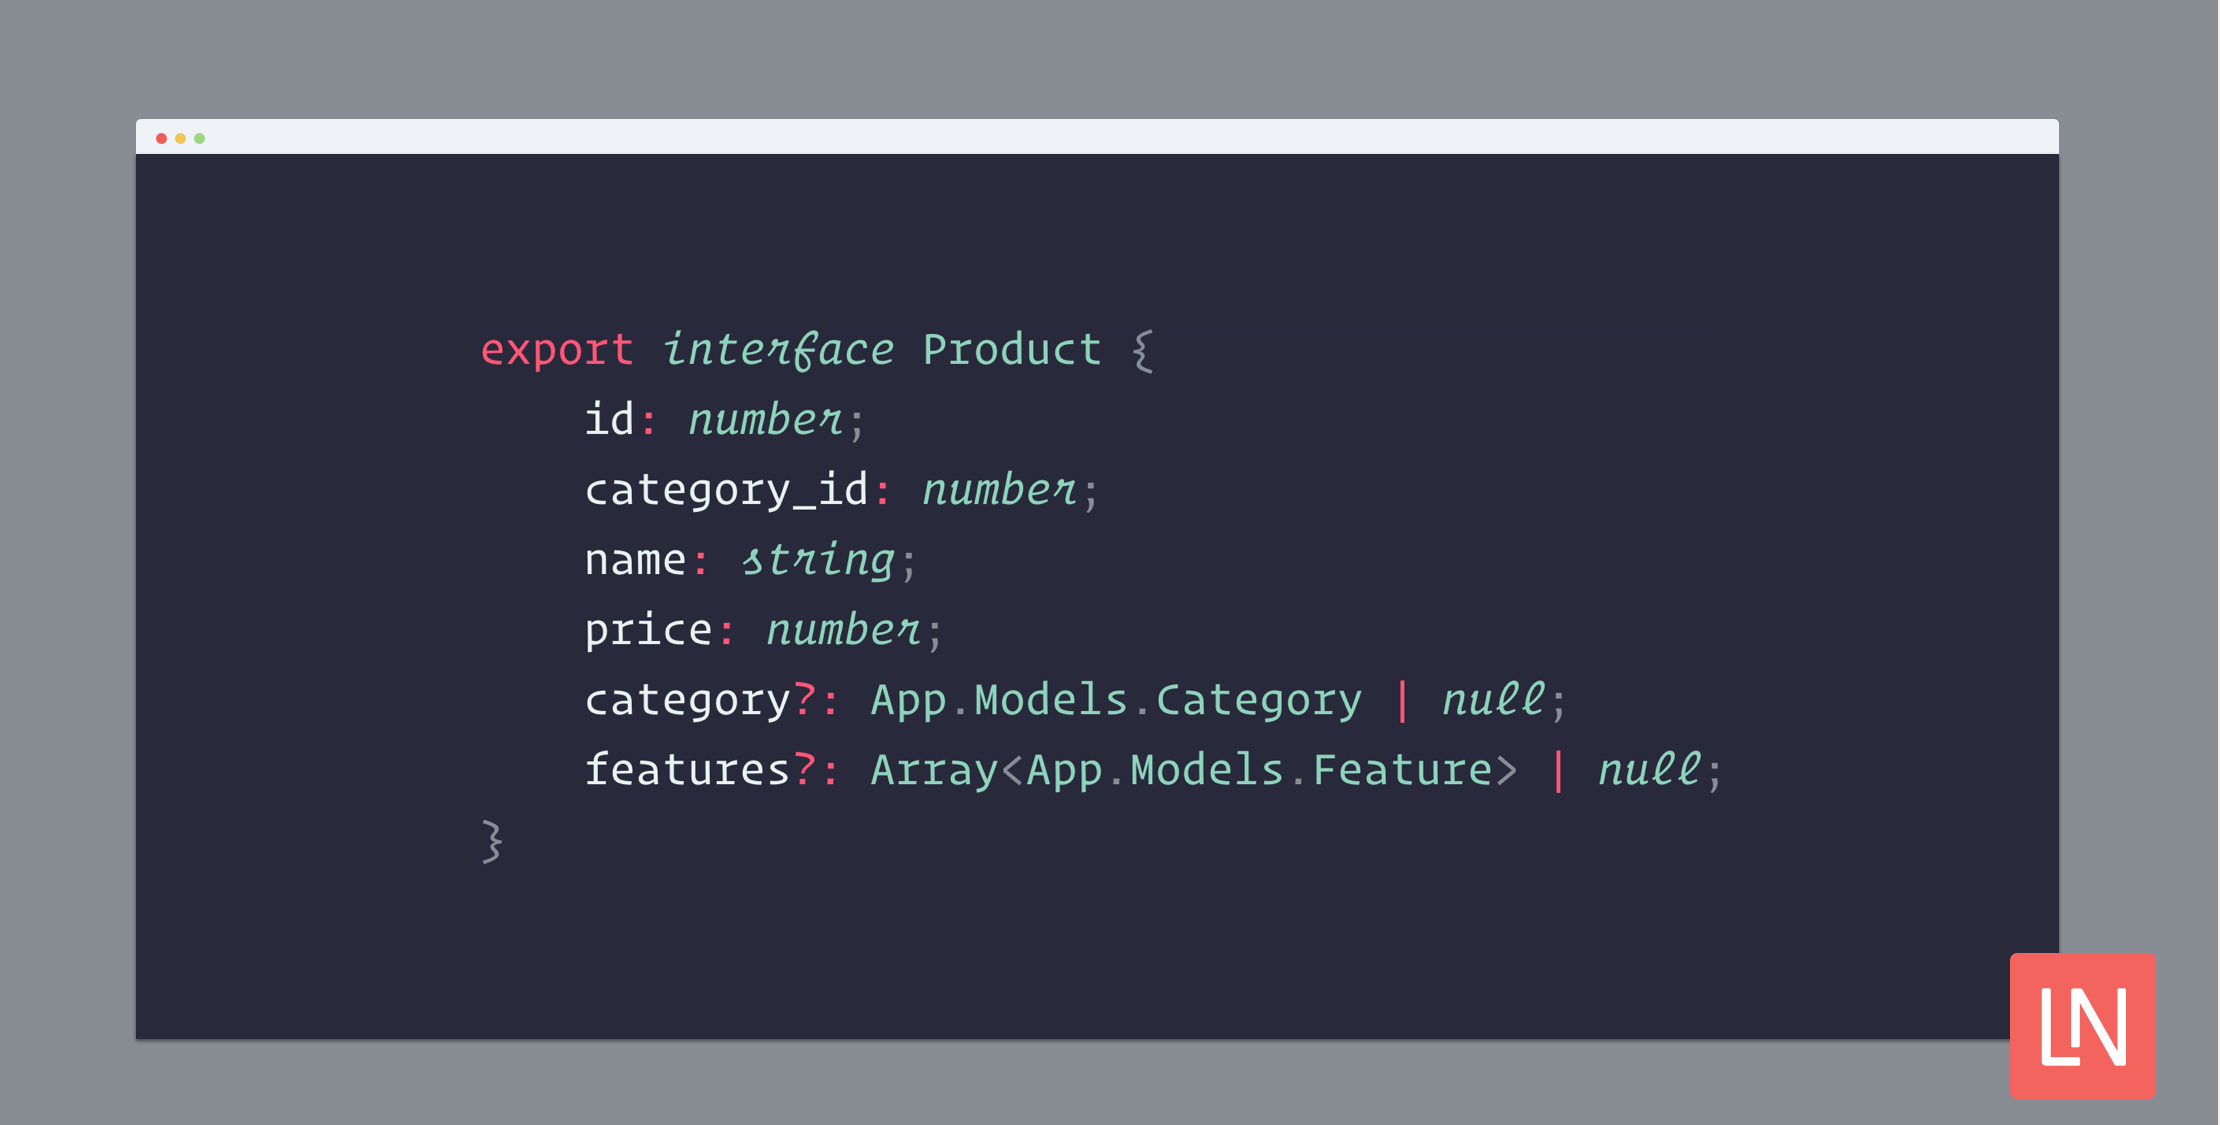 export interface Product {
    id: number;
    category_id: number;
    name: string;
    price: number;
    category?: App.Models.Category | null;
    features?: Array<App.Models.Feature> | null;
}
LN